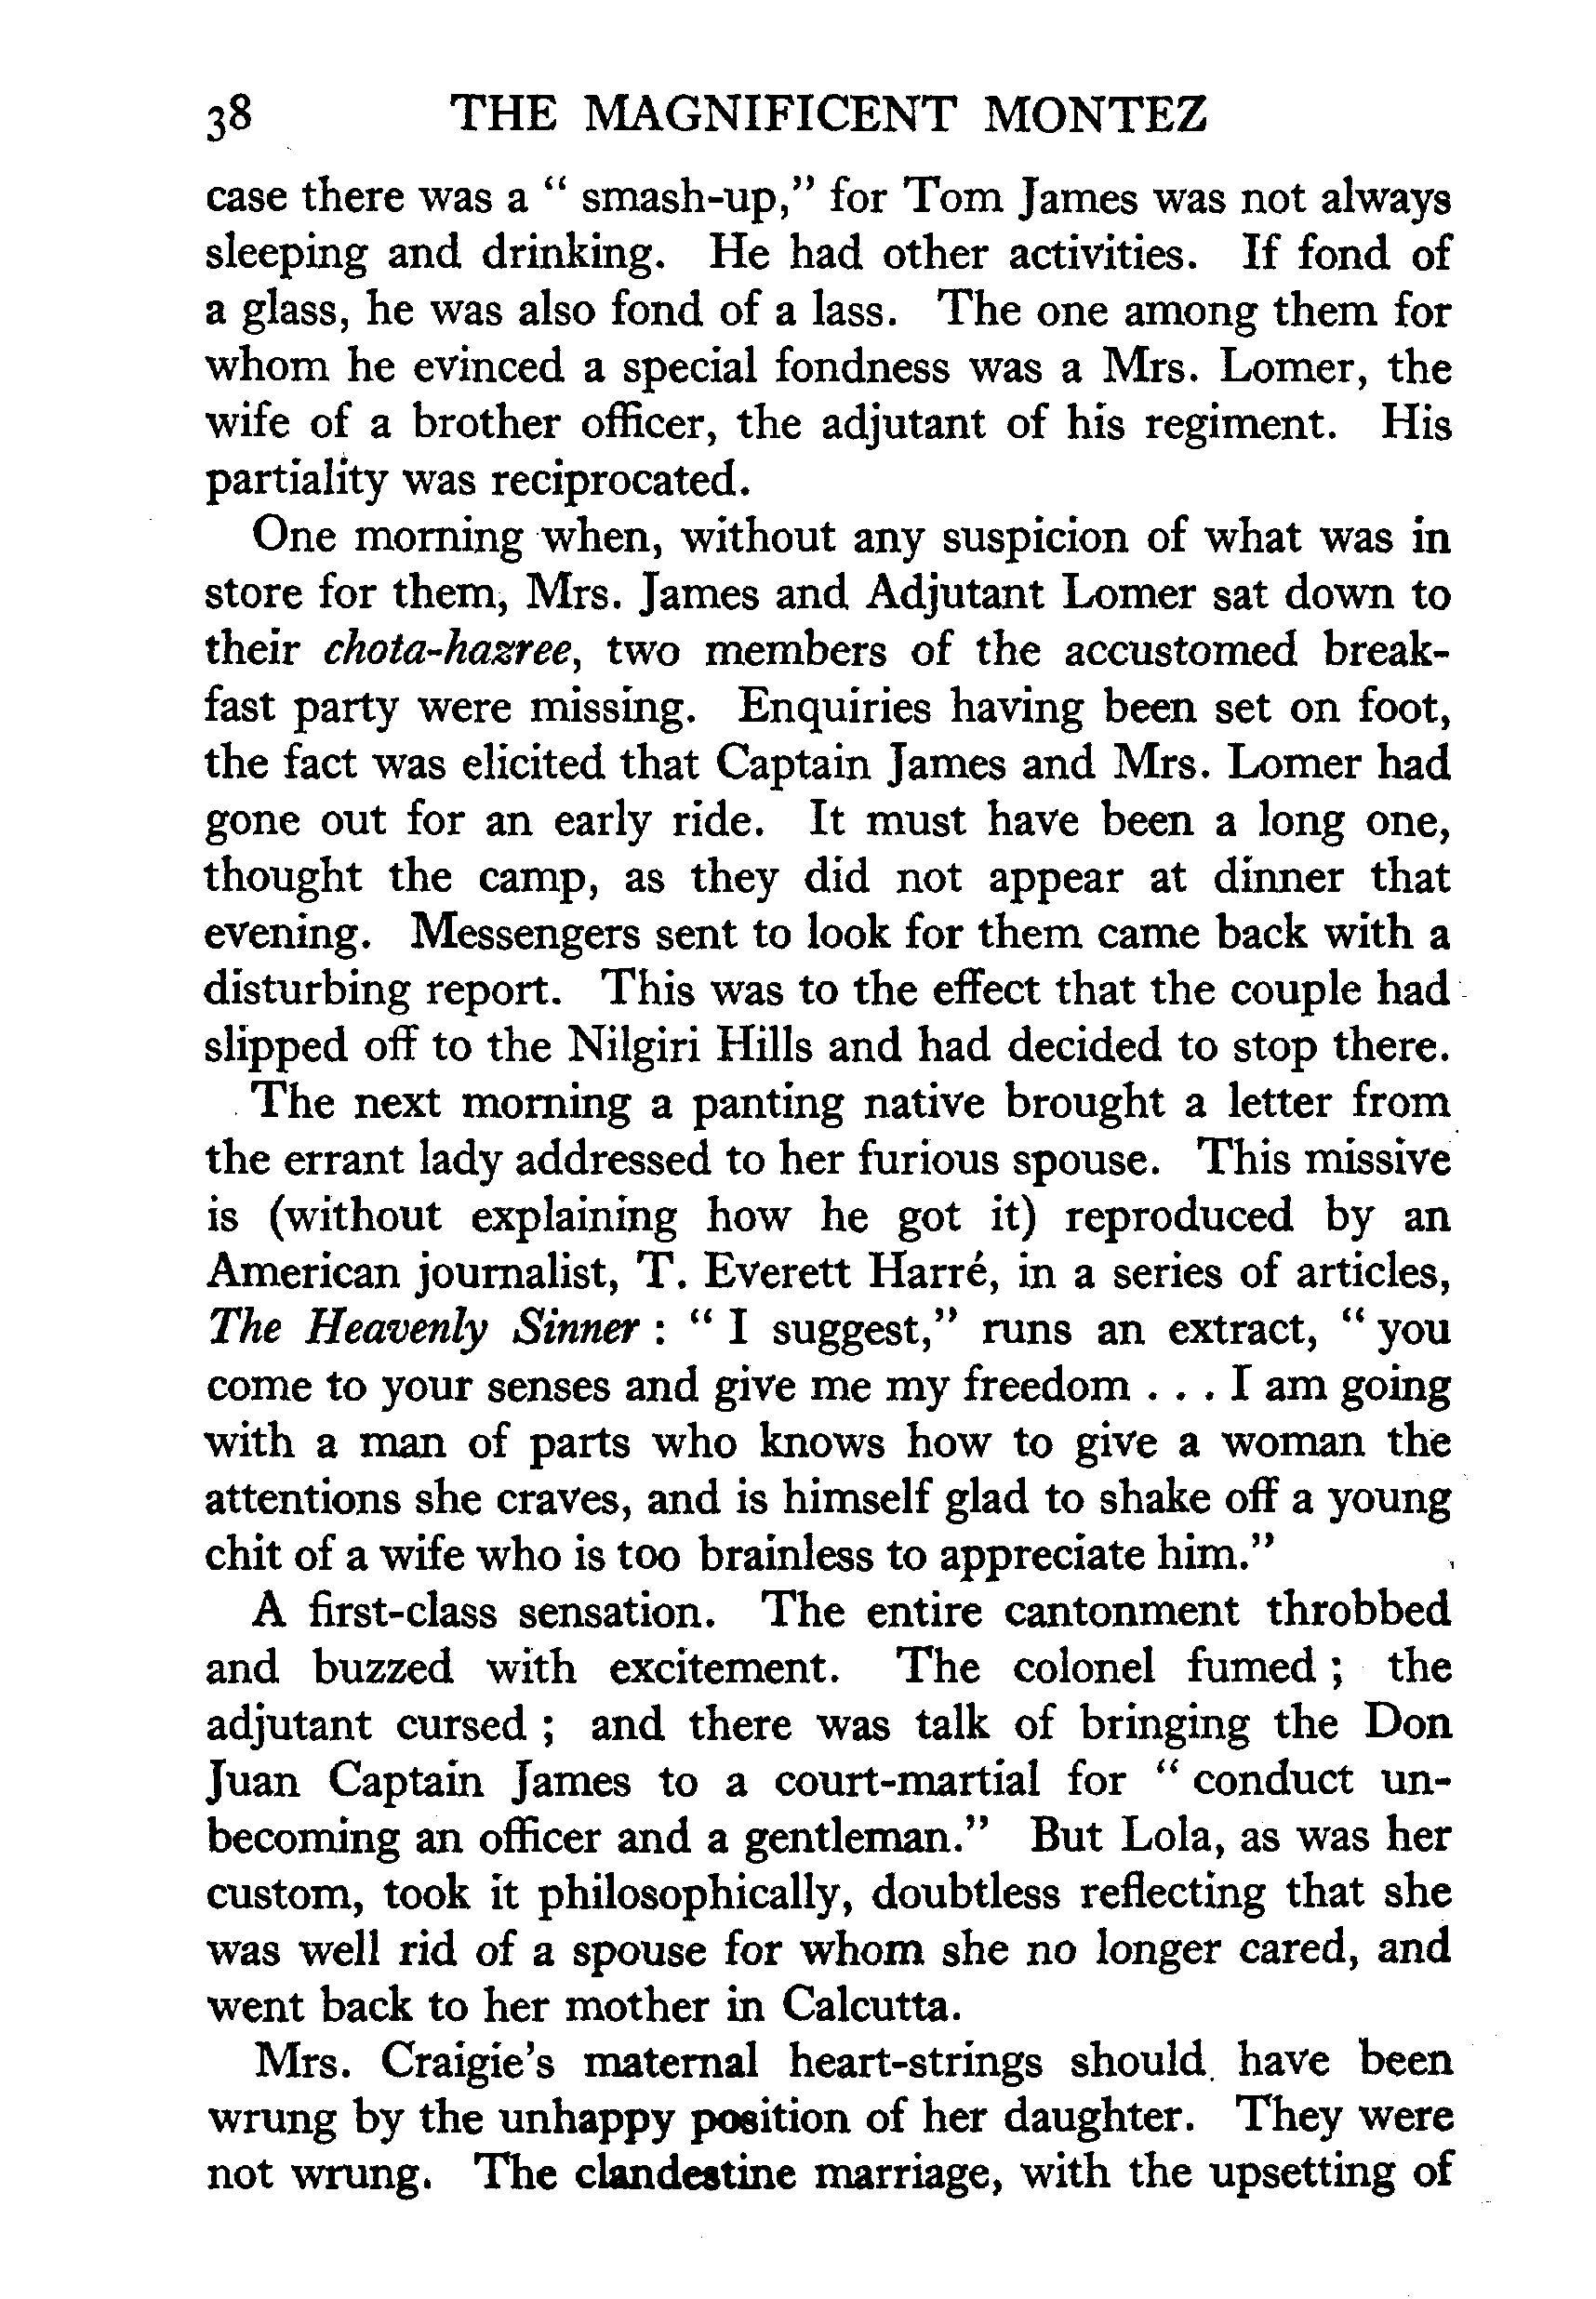 38 THE MAGNIFICENT MONTEZ
case there was a " smash-up," for Tom James was not always
sleeping and drinking. He had other activities. If fond of
a glass, he was also fond of a lass. The one among them for
whom he evinced a special fondness was a Mrs. Lomer, the
wife of a brother officer, the adjutant of his regiment. His
partiality was reciprocated.
One morning when, without any suspicion of what was in
store for them, Mrs. James and Adjutant Lomer sat down to
their chota-hazree, two members of the accustomed break-
fast party were missing. Enquiries having been set on foot,
the fact was elicited that Captain James and Mrs. Lomer had
gone out for an early ride. It must have been a long one,
thought the camp, as they did not appear at dinner that
evening. Messengers sent to look for them came back with a
disturbing report. This was to the effect that the couple had
slipped off to the Nilgiri Hills and had decided to stop there.
The next morning a panting native brought a letter from
the errant lady addressed to her furious spouse. This missive
is (without explaining how he got it) reproduced by an
American journalist, T. Everett Harré, in a series of articles,
The Heavenly Sinner : " I suggest," runs an extract, " you
come to your senses and give me my freedom . . . I am going
with a man of parts who knows how to give a woman the
attentions she craves, and is himself glad to shake off a young
chit of a wife who is too brainless to appreciate him."
A first-class sensation. The entire cantonment throbbed
and buzzed with excitement. The colonel fumed ; the
adjutant cursed ; and there was talk of bringing the Don
Juan Captain James to a court-martial for " conduct un-
becoming an officer and a gentleman." But Lola, as was her
custom, took it philosophically, doubtless reflecting that she
was well rid of a spouse for whom she no longer cared, and
went back to her mother in Calcutta.
Mrs. Craigie's maternal heart-strings should have been
wrung by the unhappy position of her daughter. They were
not wrung. The clandestine marriage, with the upsetting of